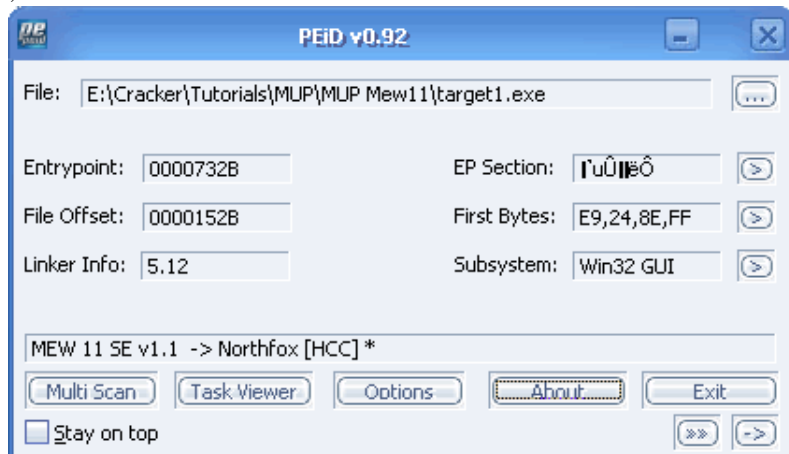 PEiD v0.92
File: E:\Cracker\Tutorials\MUP\MUP Mew11\target1.exe ...
Entrypoint: 0000732B EP Section: >
File Offset: 0000152B First Bytes: E9,24,8E,FF >
Linker Info: 5.12 Subsystem: Win32 GUI >
MEW 11 SE v1.1 -> Northfox [HCC] *
Multi Scan Task Viewer Options About Exit
Stay on top »» ->